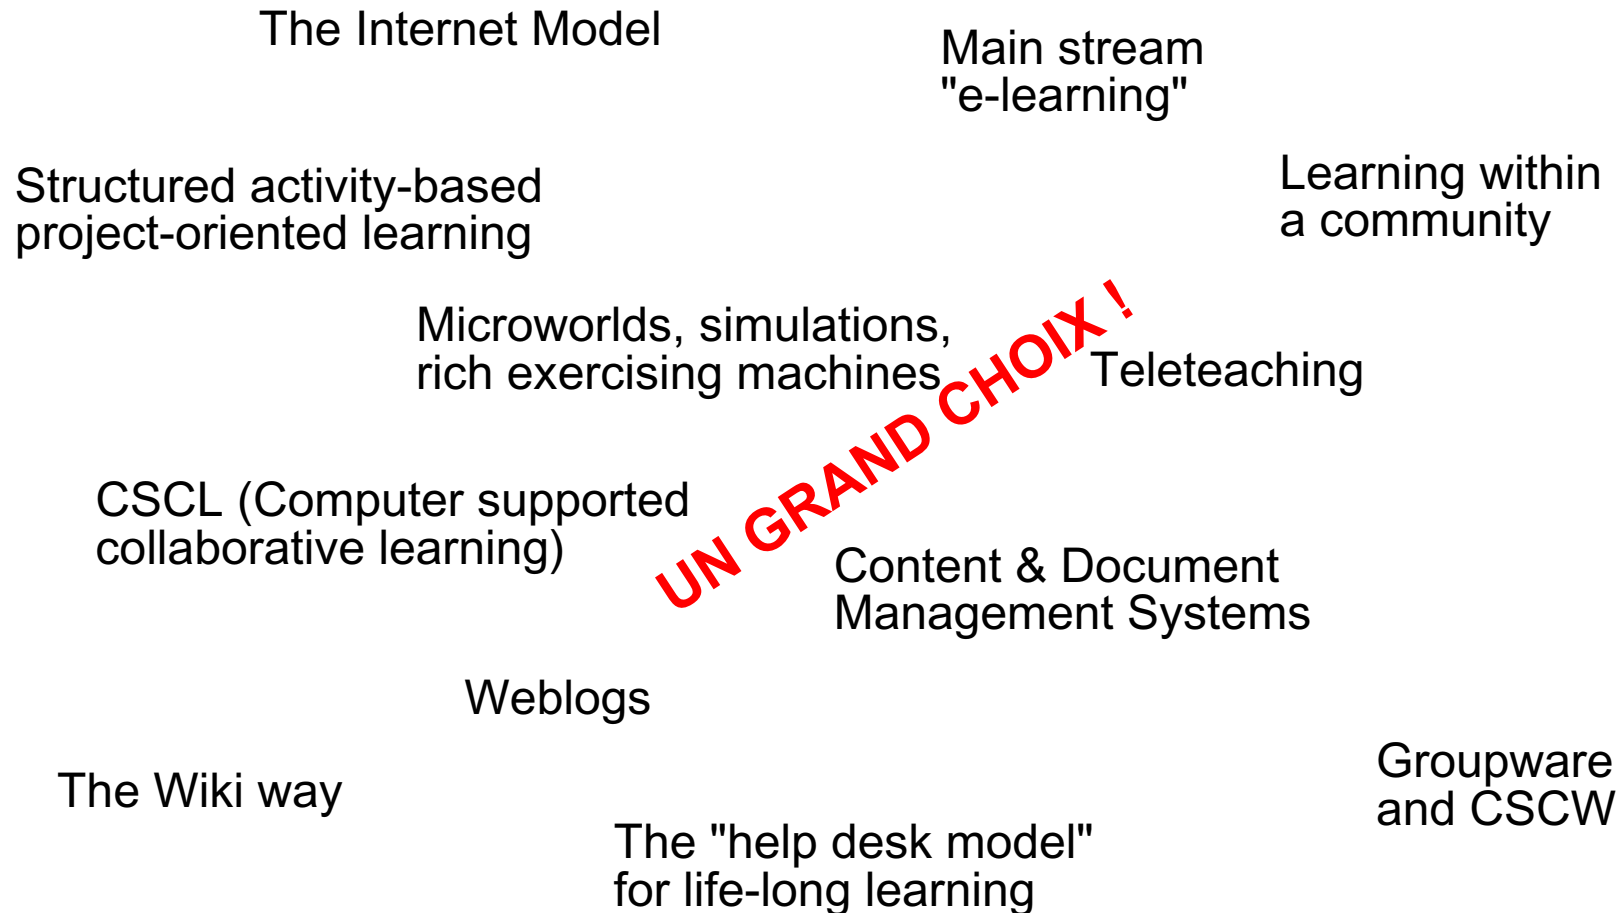 The Internet Model
Main stream
"e-learning"
Structured activity-based
project-oriented learning
Learning within
a community
Microworlds, simulations,
rich exercising machines
Teleteaching
UN GRAND CHOIX !
CSCL (Computer supported
collaborative learning)
Content & Document
Management Systems
Weblogs
The Wiki way
Groupware
and CSCW
The "help desk model"
for life-long learning